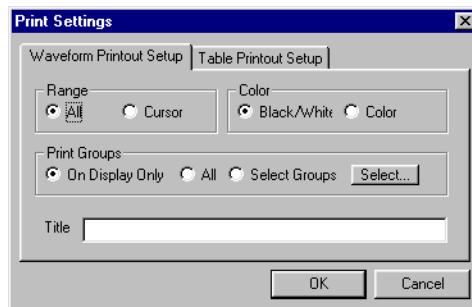 Print Settings
Waveform Printout Setup Table Printout Setup
Range Color
All Cursor Black/White Color
Print Groups
On Display Only All Select Groups Select...
Title
OK Cancel